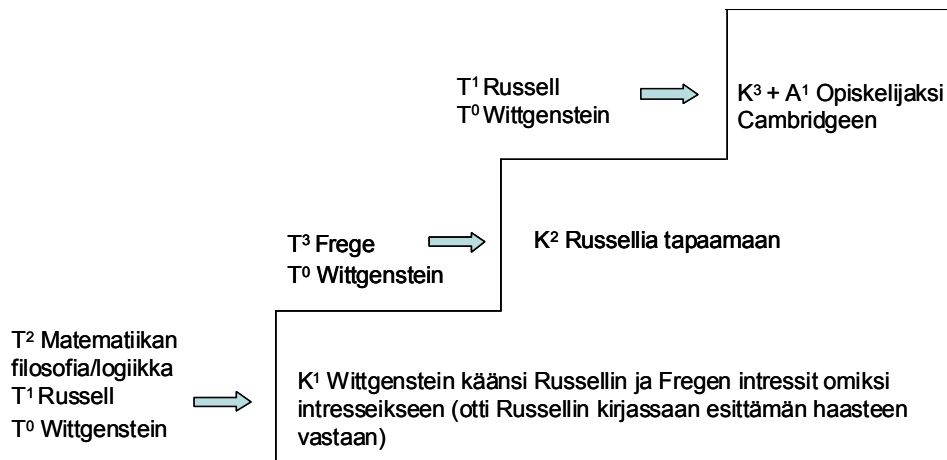 T¹ Russell
T⁰ Wittgenstein
K³ + A¹ Opiskelijaksi
Cambridgeen
T³ Frege
T⁰ Wittgenstein
K² Russellia tapaamaan
T² Matematiikan
filosofia/logiikka
T¹ Russell
T⁰ Wittgenstein
K¹ Wittgenstein käänsi Russellin ja Fregen intressit omiksi
intresseikseen (otti Russellin kirjassaan esittämän haasteen
vastaan)